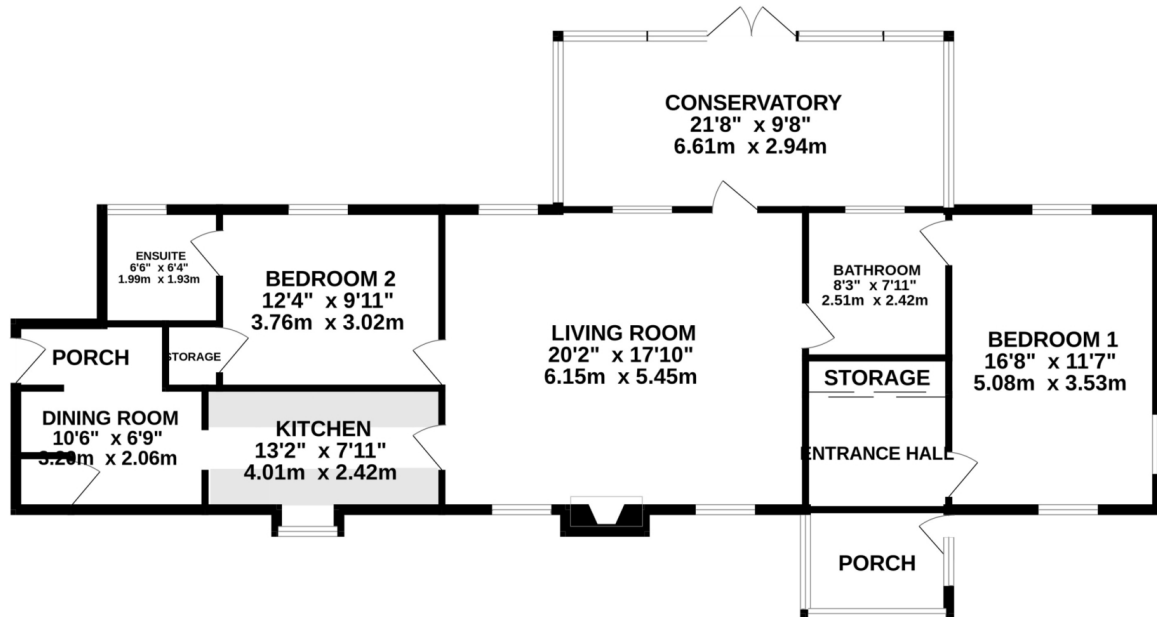 CONSERVATORY
21'8" x 9'8"
6.61m x 2.94m
ENSUITE
6'6" x 6'4"
1.99m x 1.93m
BEDROOM 2
12'4" x 9'11"
3.76m x 3.02m
BATHROOM
8'3" x 7'11"
2.51m x 2.42m
LIVING ROOM
20'2" x 17'10"
6.15m x 5.45m
BEDROOM 1
16'8" x 11'7"
5.08m x 3.53m
PORCH
STORAGE
STORAGE
DINING ROOM
10'6" x 6'9"
3.20m x 2.06m
KITCHEN
13'2" x 7'11"
4.01m x 2.42m
ENTRANCE HALL
PORCH